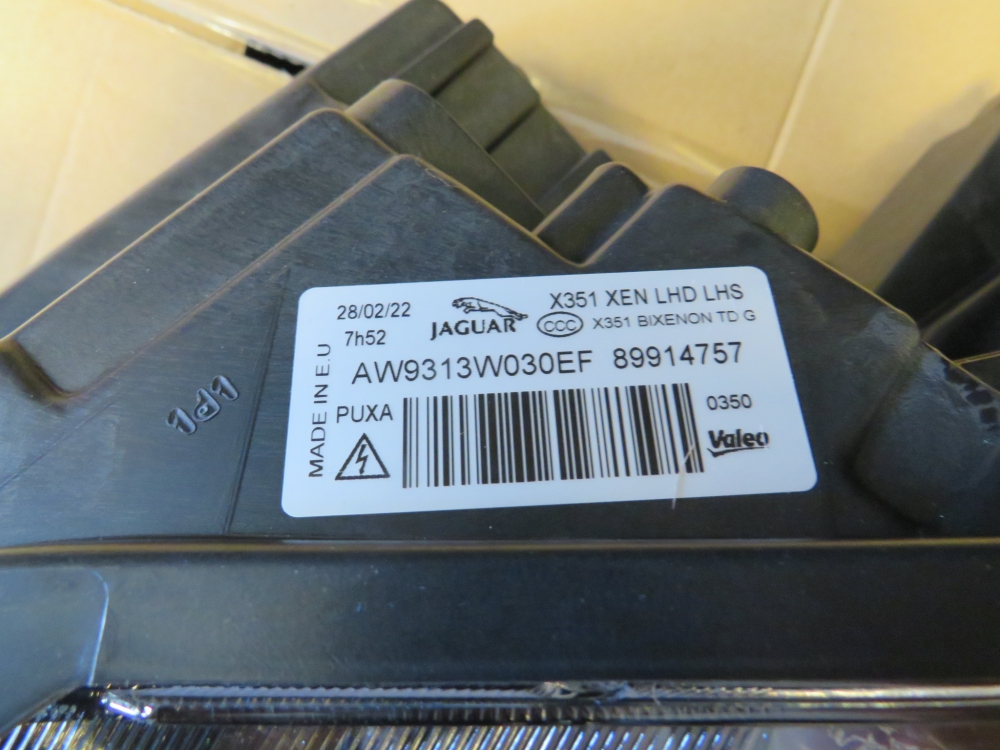 28/02/22
7h52
JAGUAR
CCC
X351 XEN LHD LHS
X351 BIXENON TD G
AW9313W030EF 89914757
MADE IN E.U
PUXA
0350
Valeo
1P1